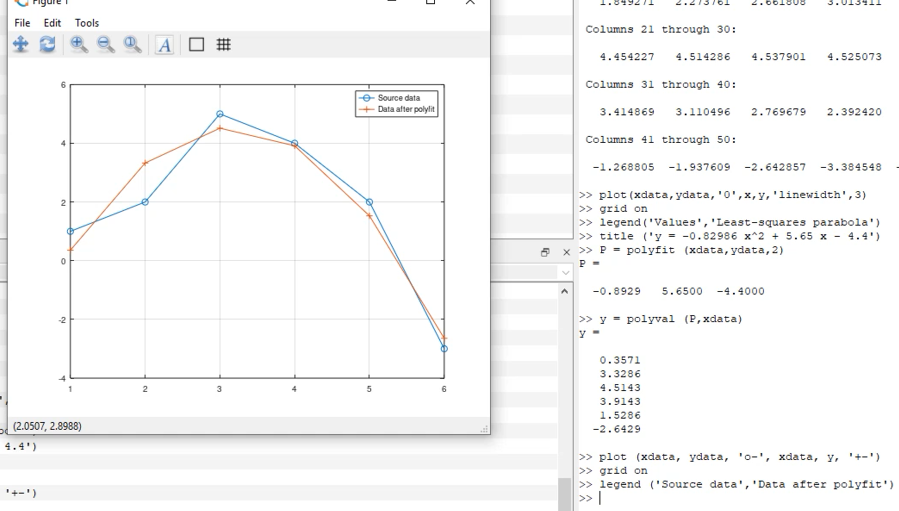 Figure 1
File Edit Tools
A
6
4
2
0
-2
-4
1 2 3 4 5 6
Source data
Data after polyfit
(2.0507, 2.8988)
4.4')
'+-')
1.849271 2.273761 2.661808 3.013411
Columns 21 through 30:
4.454227 4.514286 4.537901 4.525073
Columns 31 through 40:
3.414869 3.110496 2.769679 2.392420
Columns 41 through 50:
-1.268805 -1.937609 -2.642857 -3.384548 -
>> plot(xdata,ydata,'0',x,y,'linewidth',3)
>> grid on
>> legend('Values','Least-squares parabola')
>> title ('y = -0.82986 x^2 + 5.65 x - 4.4')
>> P = polyfit (xdata,ydata,2)
P =
-0.8929 5.6500 -4.4000
>> y = polyval (P,xdata)
y =
0.3571
3.3286
4.5143
3.9143
1.5286
-2.6429
>> plot (xdata, ydata, 'o-', xdata, y, '+-')
>> grid on
>> legend ('Source data','Data after polyfit')
>>